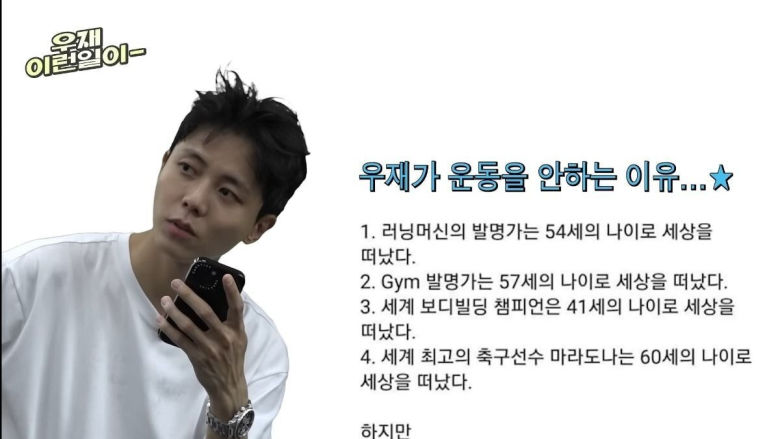 우재
이런일이-
우재가 운동을 안하는 이유...★
1. 러닝머신의 발명가는 54세의 나이로 세상을
떠났다.
2. Gym 발명가는 57세의 나이로 세상을 떠났다.
3. 세계 보디빌딩 챔피언은 41세의 나이로 세상을
떠났다.
4. 세계 최고의 축구선수 마라도나는 60세의 나이로
세상을 떠났다.
하지만